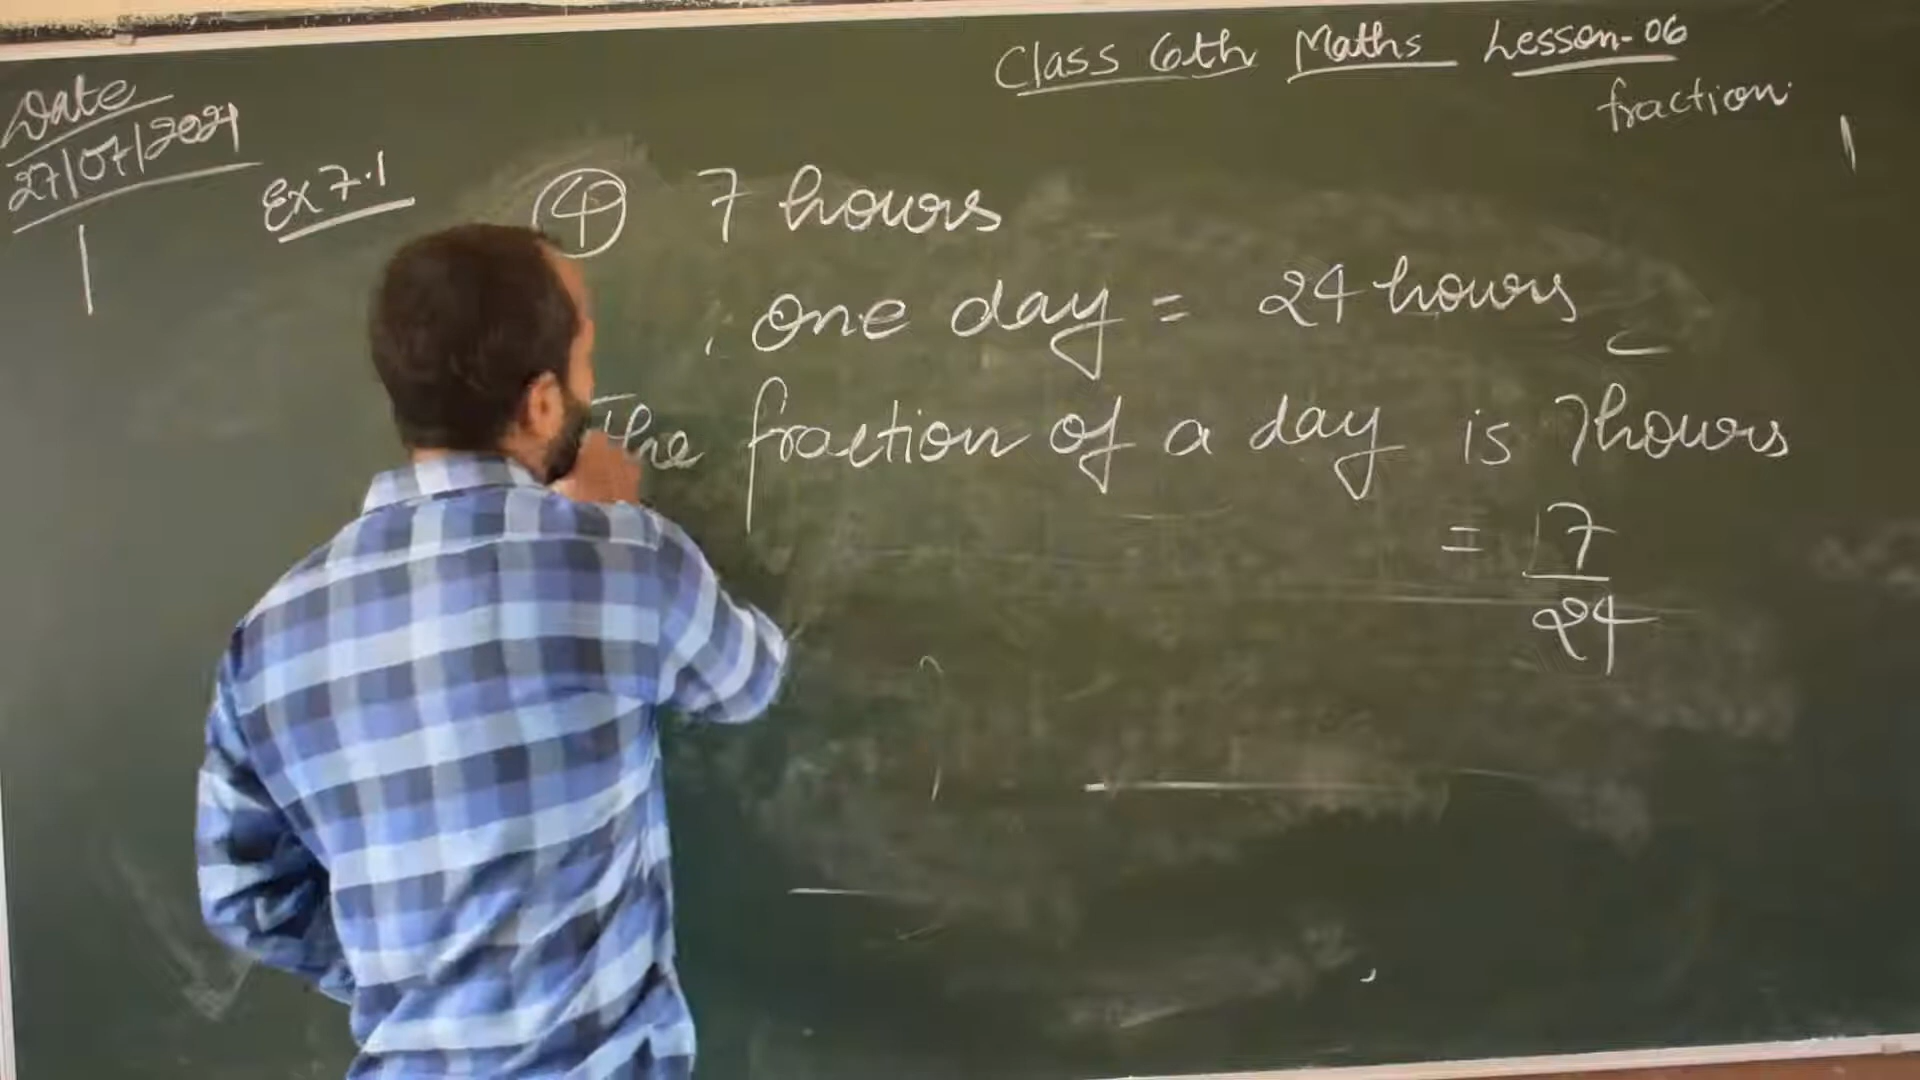 Class 6th Maths Lesson-06
fraction.
Date
27/07/2021
Ex 7.1
④ 7 hours
one day = 24 hours
The fraction of a day is 7hours
= 7
24